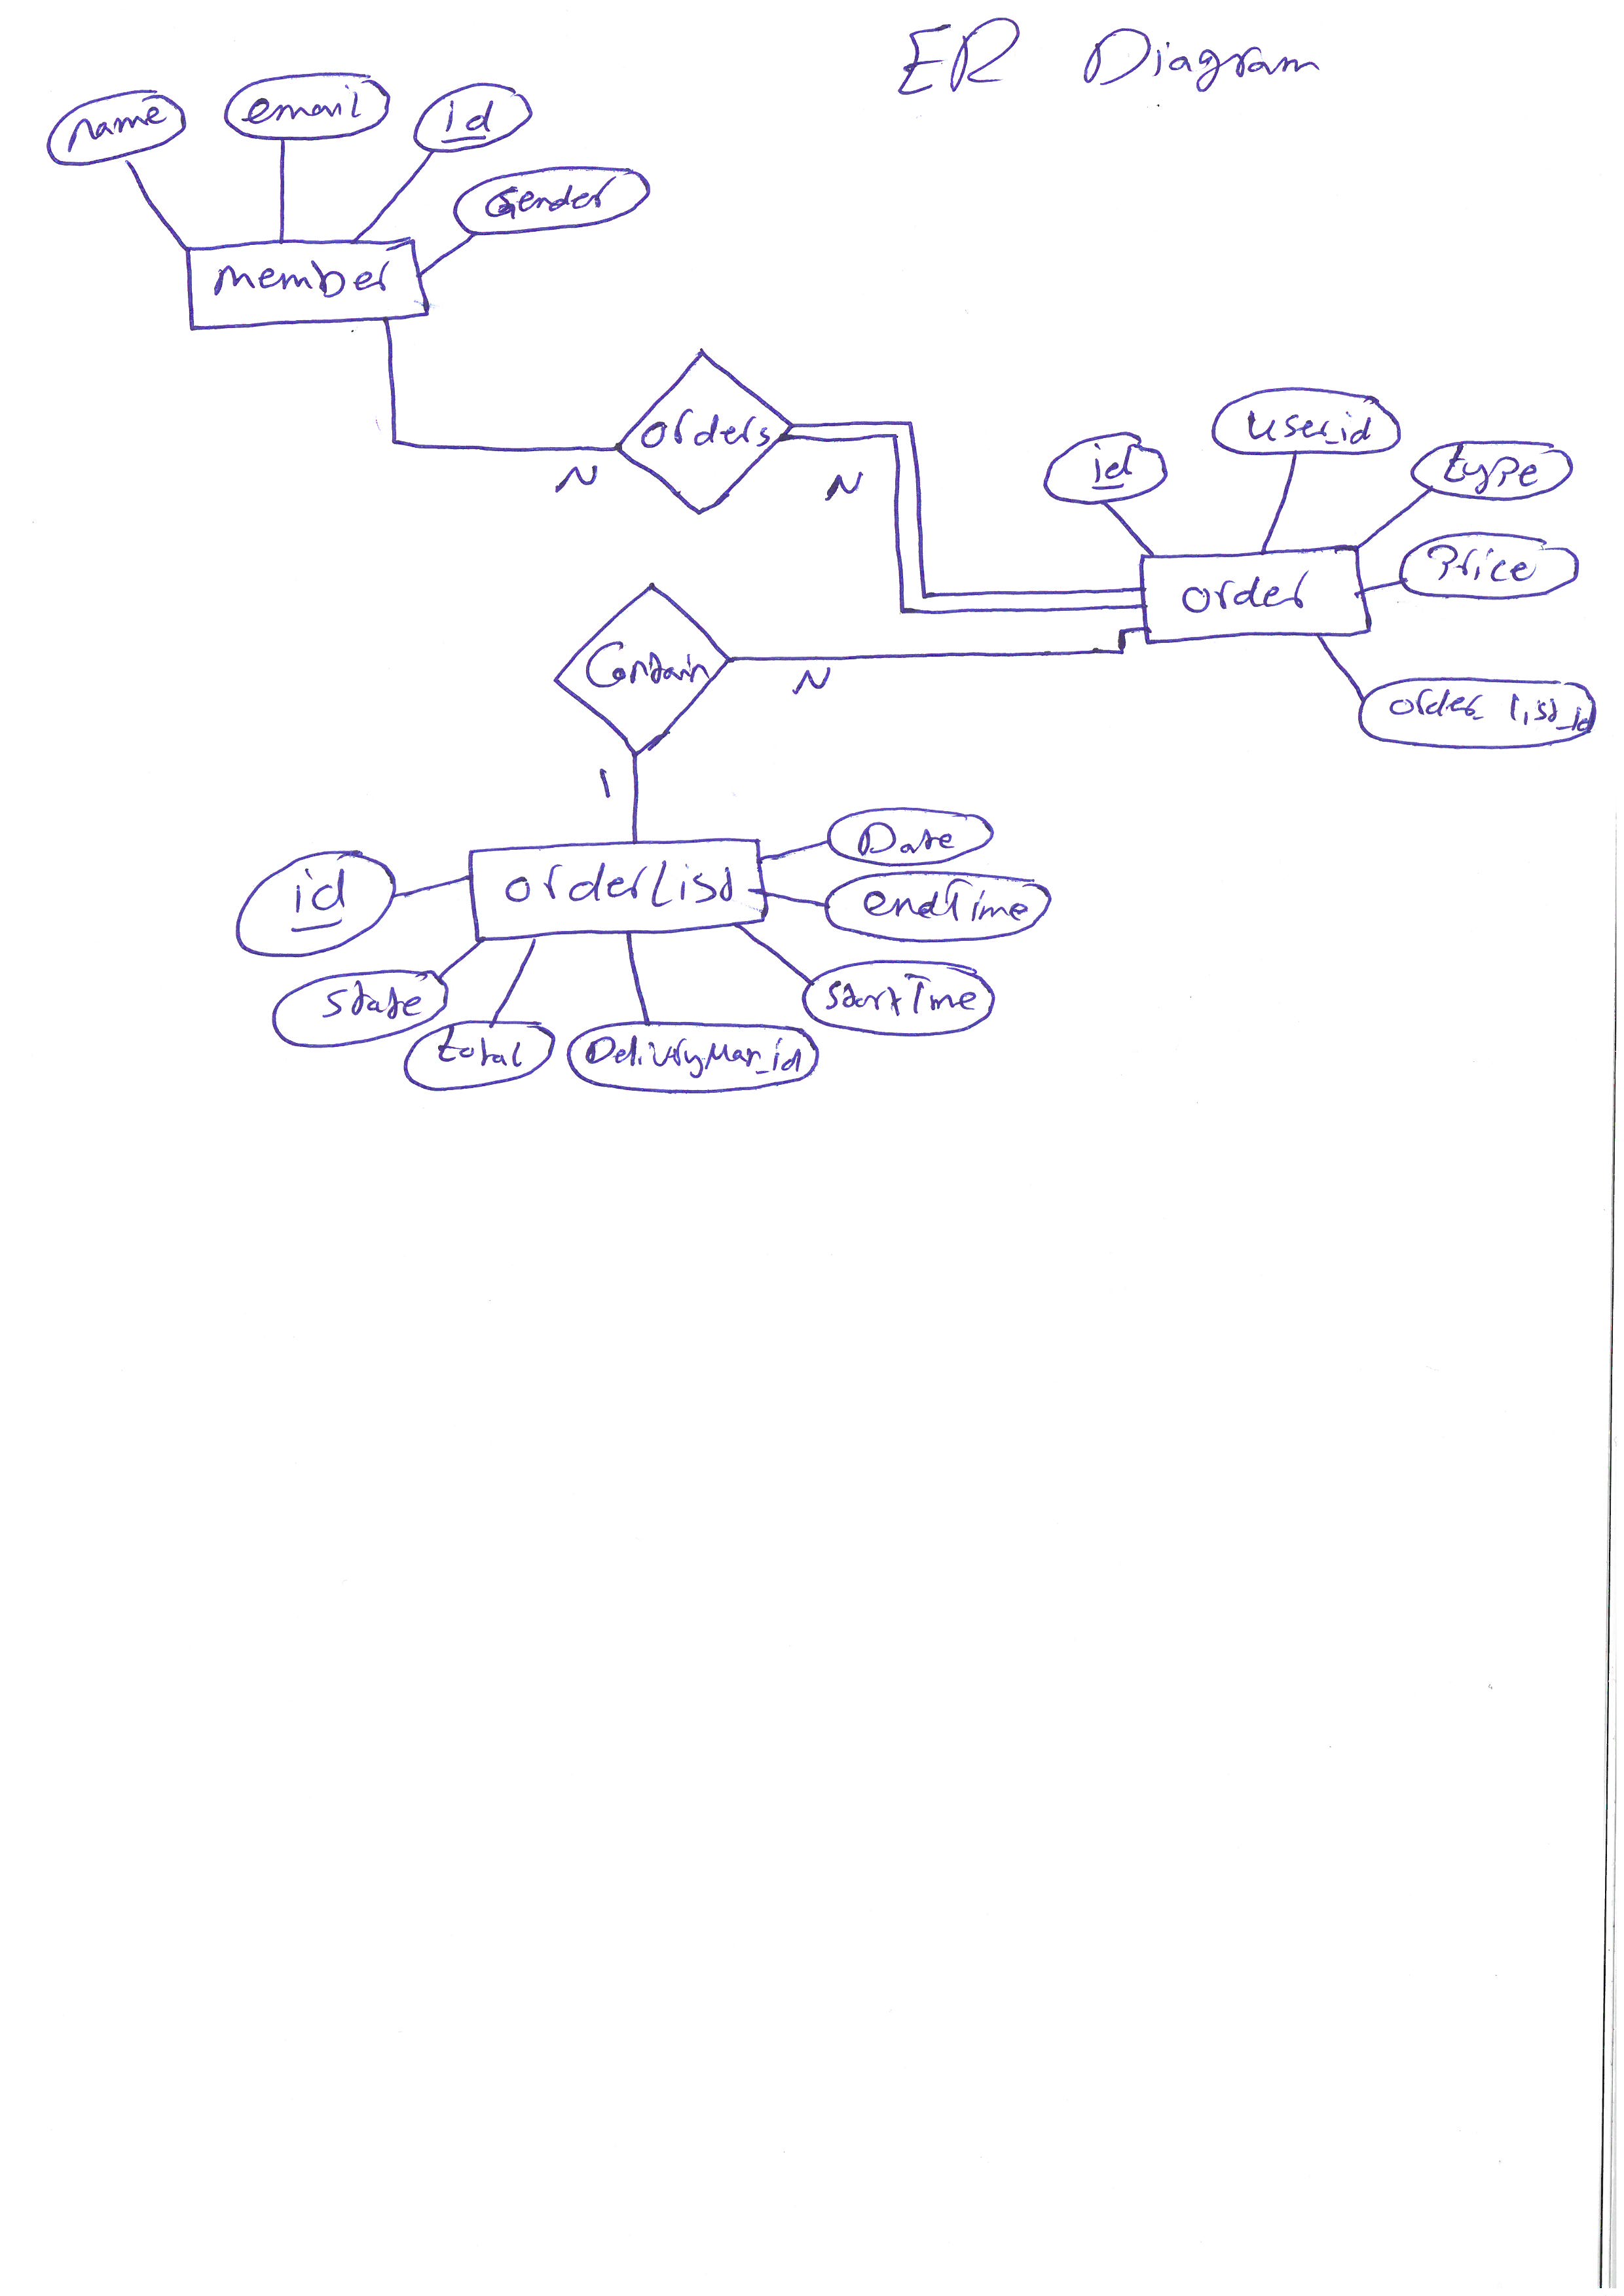 ER Diagram
name
email
id
Gender
member
orders
N
N
id
user_id
type
Price
order
order_list_id
Contain
N
1
orderList
id
Date
endTime
state
total
DeliveryMan_id
startTime